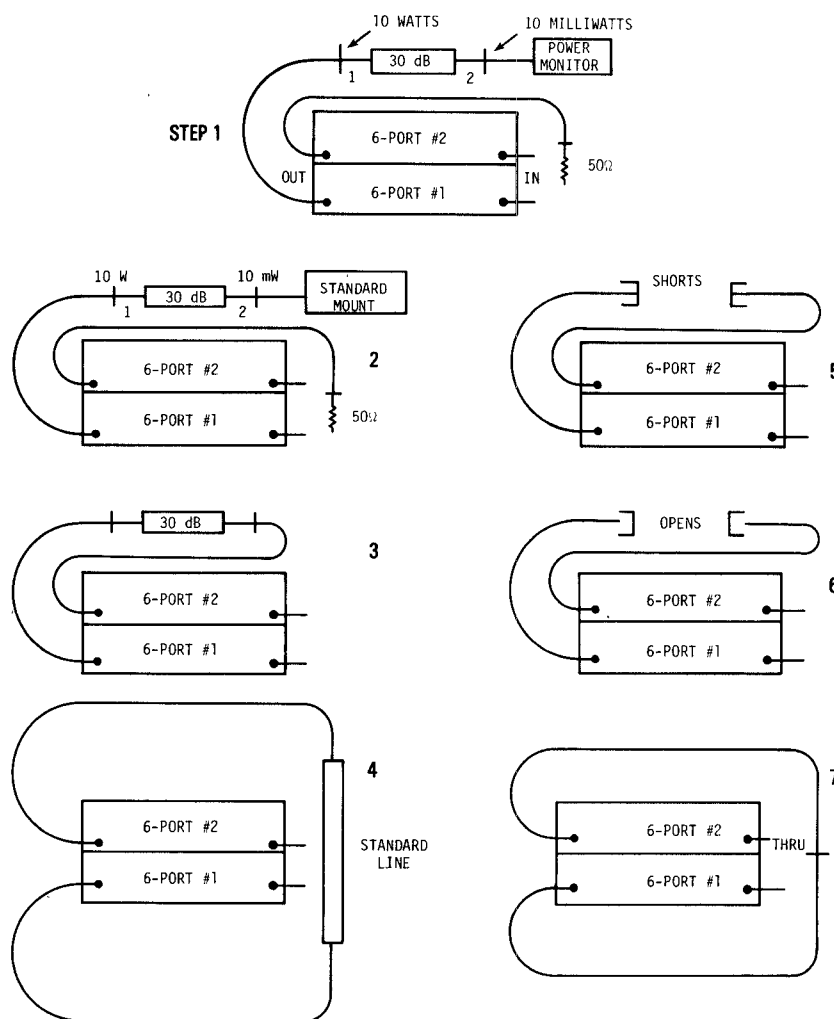 10 WATTS
10 MILLIWATTS
30 dB
POWER
MONITOR
1
2
STEP 1
6-PORT #2
OUT
IN
50Ω
6-PORT #1
10 W
10 mW
30 dB
STANDARD
MOUNT
1
2
2
6-PORT #2
6-PORT #1
50Ω
SHORTS
5
6-PORT #2
6-PORT #1
30 dB
3
6-PORT #2
6-PORT #1
OPENS
6
6-PORT #2
6-PORT #1
4
6-PORT #2
6-PORT #1
STANDARD
LINE
7
6-PORT #2
THRU
6-PORT #1